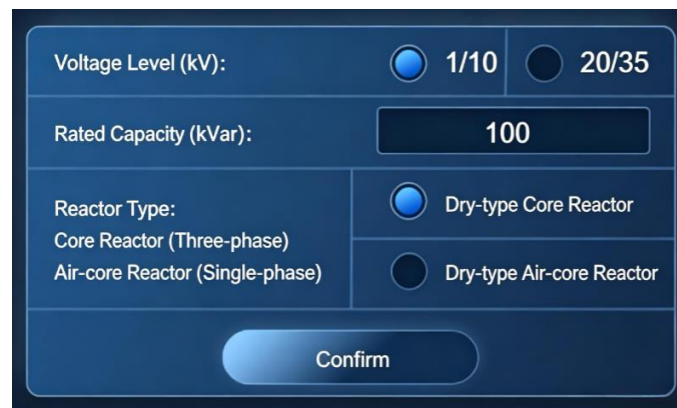 Voltage Level (kV): 1/10 20/35
Rated Capacity (kVar): 100
Reactor Type:
Core Reactor (Three-phase)
Air-core Reactor (Single-phase)
Dry-type Core Reactor
Dry-type Air-core Reactor
Confirm